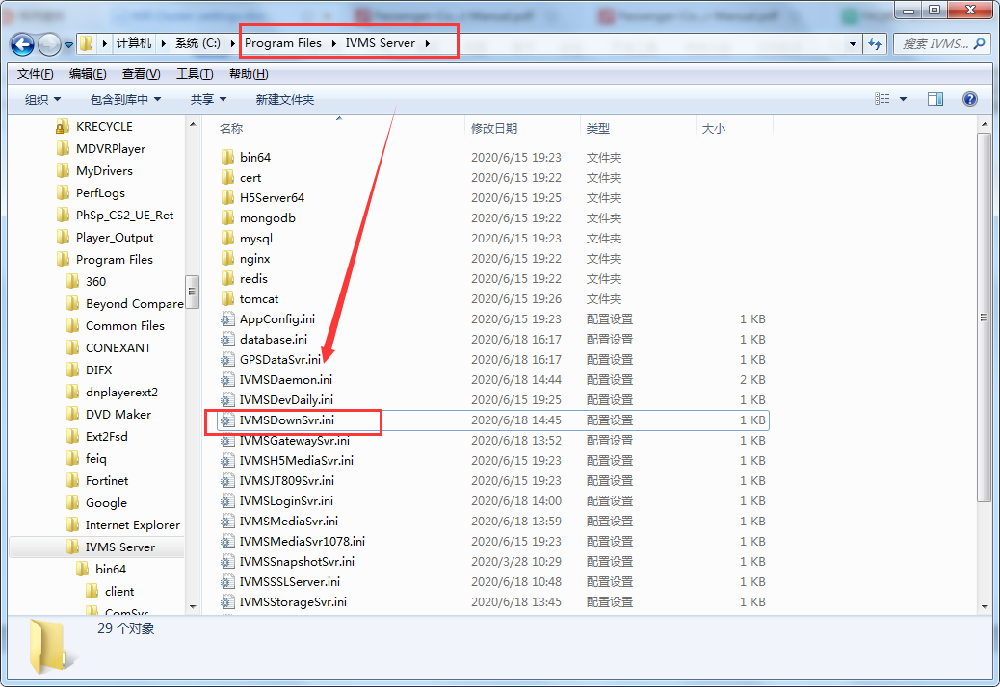 计算机 系统 (C:) Program Files IVMS Server
搜索 IVMS...
文件(F) 编辑(E) 查看(V) 工具(T) 帮助(H)
组织 包含到库中 共享 新建文件夹
KRECYCLE
MDVRPlayer
MyDrivers
PerfLogs
PhSp_CS2_UE_Ret
Player_Output
Program Files
360
Beyond Compare
Common Files
CONEXANT
DIFX
dnplayerext2
DVD Maker
Ext2Fsd
feiq
Fortinet
Google
Internet Explorer
IVMS Server
bin64
client
ComSvr
名称 修改日期 类型 大小
bin64 2020/6/15 19:23 文件夹
cert 2020/6/15 19:22 文件夹
H5Server64 2020/6/15 19:25 文件夹
mongodb 2020/6/15 19:22 文件夹
mysql 2020/6/15 19:23 文件夹
nginx 2020/6/15 19:22 文件夹
redis 2020/6/15 19:22 文件夹
tomcat 2020/6/15 19:26 文件夹
AppConfig.ini 2020/6/15 19:23 配置设置 1 KB
database.ini 2020/6/18 16:17 配置设置 1 KB
GPSDataSvr.ini 2020/6/18 16:17 配置设置 1 KB
IVMSDaemon.ini 2020/6/18 14:44 配置设置 2 KB
IVMSDevDaily.ini 2020/6/15 19:25 配置设置 1 KB
IVMSDownSvr.ini 2020/6/18 14:45 配置设置 1 KB
IVMSGatewaySvr.ini 2020/6/18 13:52 配置设置 1 KB
IVMSH5MediaSvr.ini 2020/6/15 19:23 配置设置 1 KB
IVMSJT809Svr.ini 2020/6/15 19:23 配置设置 1 KB
IVMSLoginSvr.ini 2020/6/18 14:00 配置设置 1 KB
IVMSMediaSvr.ini 2020/6/18 13:59 配置设置 1 KB
IVMSMediaSvr1078.ini 2020/6/15 19:23 配置设置 1 KB
IVMSSnapshotSvr.ini 2020/3/28 10:29 配置设置 1 KB
IVMSSSLServer.ini 2020/6/18 10:48 配置设置 1 KB
IVMSStorageSvr.ini 2020/6/18 13:45 配置设置 1 KB
29 个对象